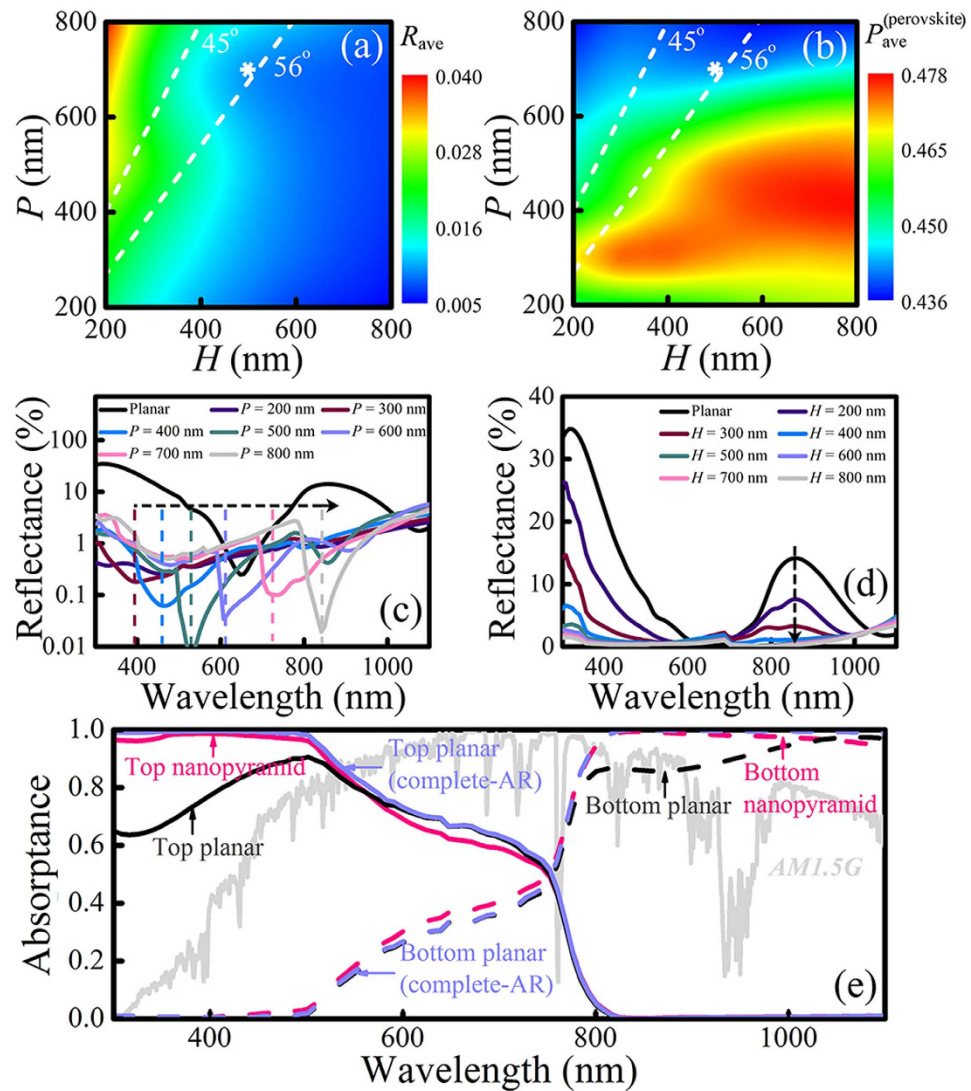 (a)
R_ave
45°
56°
P (nm)
800
600
400
200
200 400 600 800
H (nm)
0.040
0.028
0.016
0.005
(b)
P_ave^(perovskite)
45°
56°
P (nm)
800
600
400
200
200 400 600 800
H (nm)
0.478
0.465
0.450
0.436
Reflectance (%)
100
10
1
0.1
0.01
Planar P = 200 nm P = 300 nm
P = 400 nm P = 500 nm P = 600 nm
P = 700 nm P = 800 nm
(c)
400 600 800 1000
Wavelength (nm)
Reflectance (%)
40
30
20
10
0
Planar H = 200 nm
H = 300 nm H = 400 nm
H = 500 nm H = 600 nm
H = 700 nm H = 800 nm
(d)
400 600 800 1000
Wavelength (nm)
Absorptance
1.0
0.8
0.6
0.4
0.2
0.0
Top nanopyramid
Top planar
(complete-AR)
Top planar
Bottom planar
Bottom
nanopyramid
AM1.5G
Bottom planar
(complete-AR)
(e)
400 600 800 1000
Wavelength (nm)